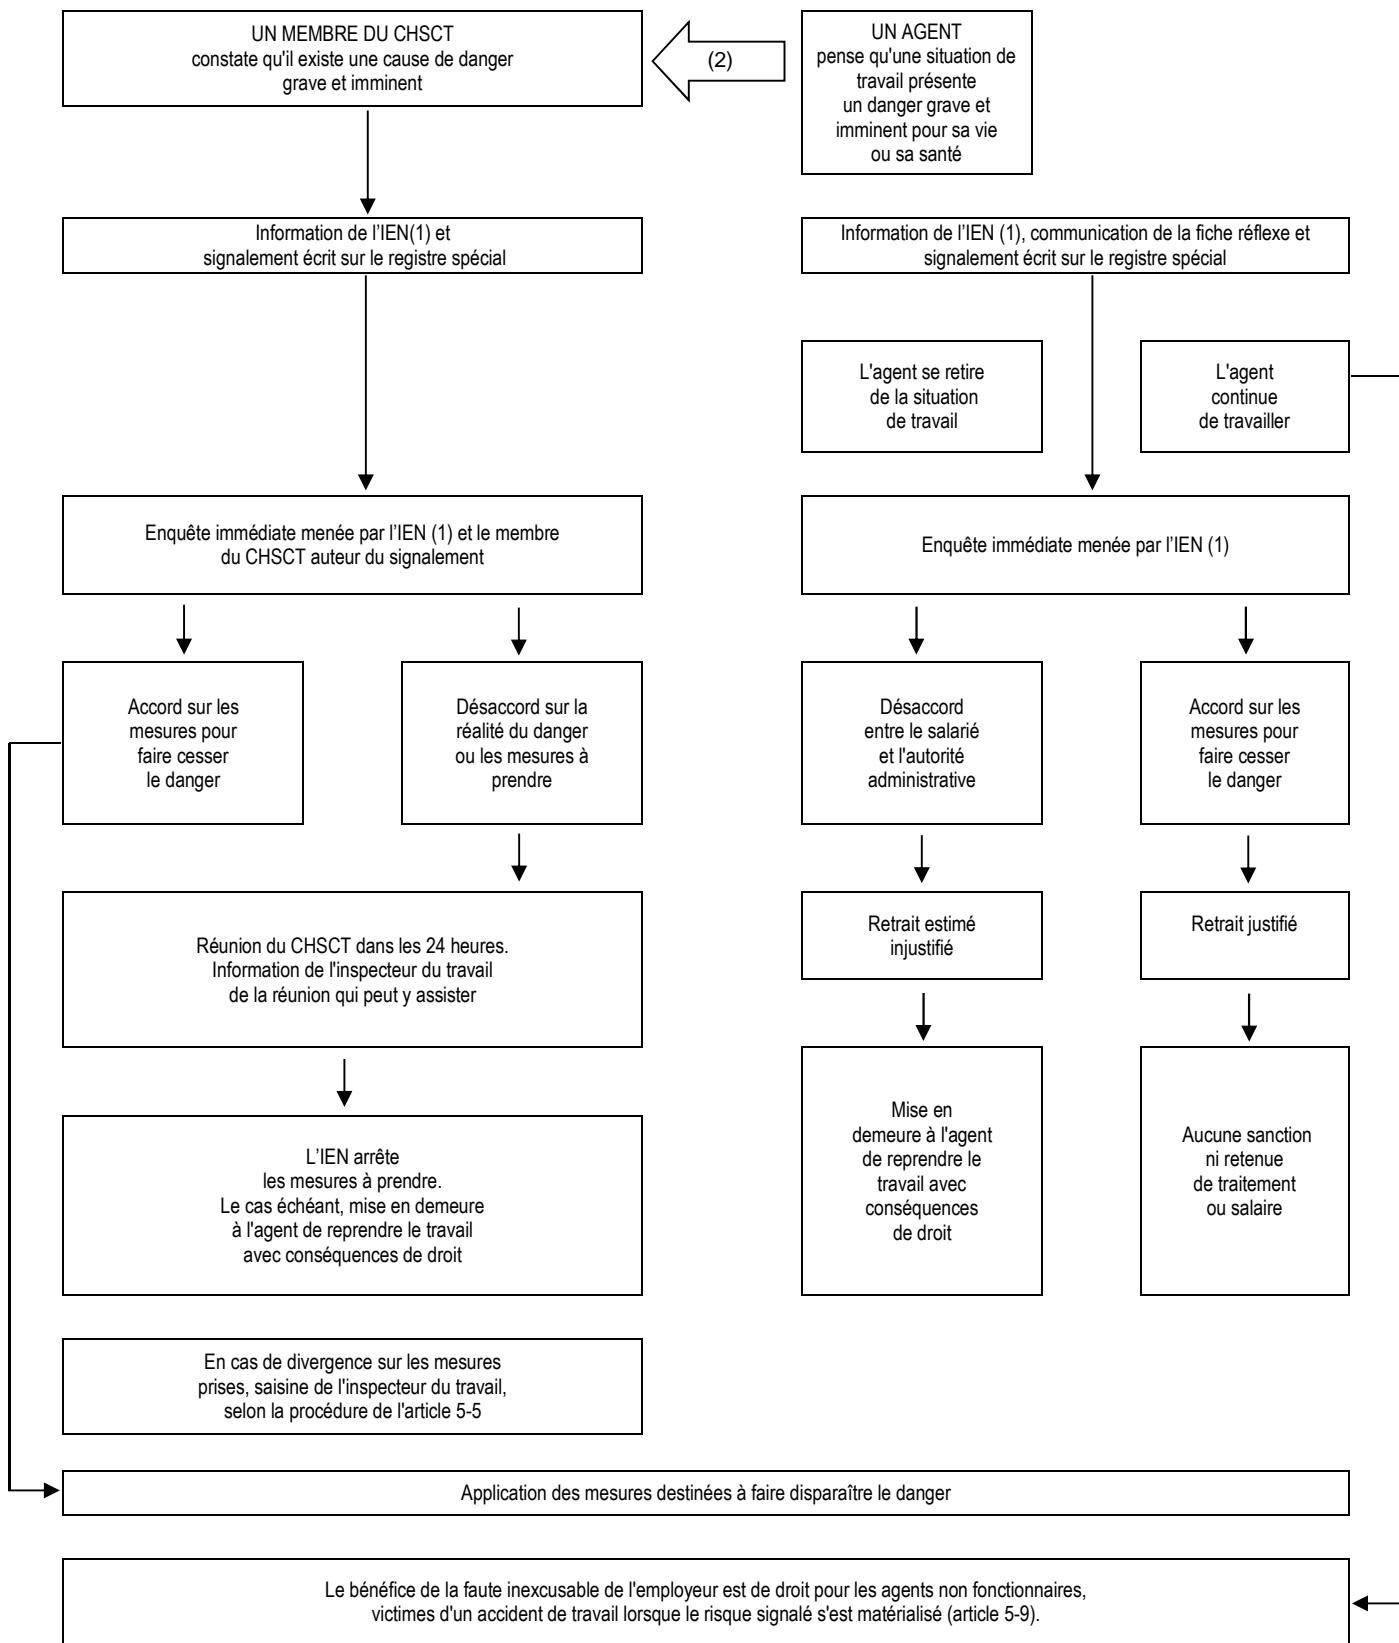 UN MEMBRE DU CHSCT
constate qu'il existe une cause de danger
grave et imminent
(2)
UN AGENT
pense qu'une situation de
travail présente
un danger grave et
imminent pour sa vie
ou sa santé
Information de l'IEN(1) et
signalement écrit sur le registre spécial
Information de l'IEN (1), communication de la fiche réflexe et
signalement écrit sur le registre spécial
L'agent se retire
de la situation
de travail
L'agent
continue
de travailler
Enquête immédiate menée par l'IEN (1) et le membre
du CHSCT auteur du signalement
Enquête immédiate menée par l'IEN (1)
Accord sur les
mesures pour
faire cesser
le danger
Désaccord sur la
réalité du danger
ou les mesures à
prendre
Désaccord
entre le salarié
et l'autorité
administrative
Accord sur les
mesures pour
faire cesser
le danger
Réunion du CHSCT dans les 24 heures.
Information de l'inspecteur du travail
de la réunion qui peut y assister
Retrait estimé
injustifié
Retrait justifié
L'IEN arrête
les mesures à prendre.
Le cas échéant, mise en demeure
à l'agent de reprendre le travail
avec conséquences de droit
Mise en
demeure à l'agent
de reprendre le
travail avec
conséquences
de droit
Aucune sanction
ni retenue
de traitement
ou salaire
En cas de divergence sur les mesures
prises, saisine de l'inspecteur du travail,
selon la procédure de l'article 5-5
Application des mesures destinées à faire disparaître le danger
Le bénéfice de la faute inexcusable de l'employeur est de droit pour les agents non fonctionnaires,
victimes d'un accident de travail lorsque le risque signalé s'est matérialisé (article 5-9).